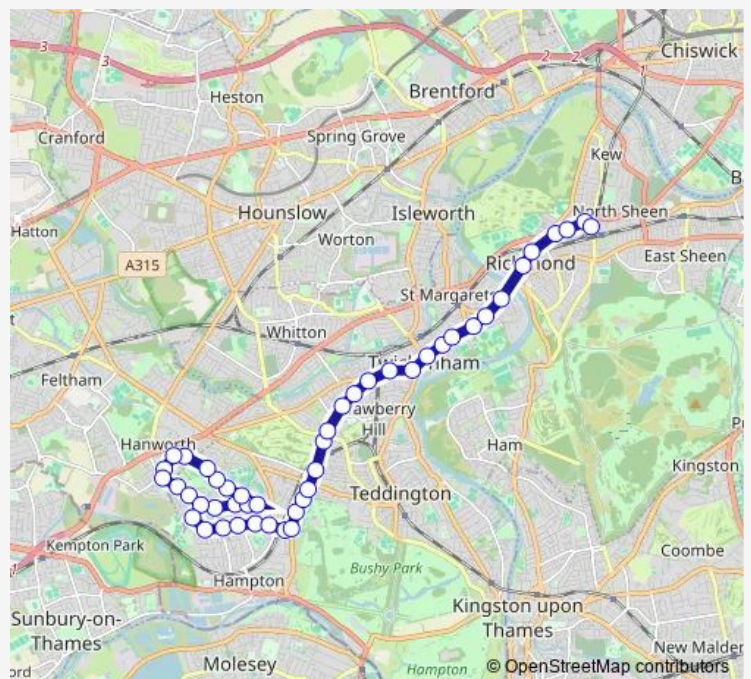 Chiswick
3
3
2
2
1
Heston
Brentford
Cranford
Spring Grove
Kew
Hounslow
Isleworth
North Sheen
Hatton
Worton
A315
Richmond
East Sheen
St Margarets
Whitton
Twickenham
Feltham
Strawberry
Hill
Hanworth
Ham
Kingston
Teddington
Kempton Park
Coombe
Bushy Park
Hampton
Kingston upon
Thames
Sunbury-on-
Thames
New Malden
Molesey
Hampton
© OpenStreetMap contributors